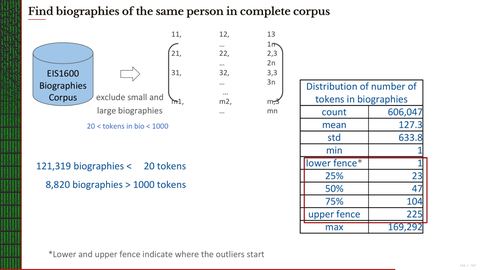 Find biographies of the same person in complete corpus
EIS1600
Biographies
Corpus
exclude small and
large biographies
20 < tokens in bio < 1000
11, 12, 13
… 1n
21, 22, 2,3
… 2n
31, 32, 3,3
… 3n
…
m1, m2, m,3
… mn
121,319 biographies < 20 tokens
8,820 biographies > 1000 tokens
Distribution of number of
tokens in biographies
count 606,047
mean 127.3
std 633.8
min 1
lower fence* 1
25% 23
50% 47
75% 104
upper fence 225
max 169,292
*Lower and upper fence indicate where the outliers start